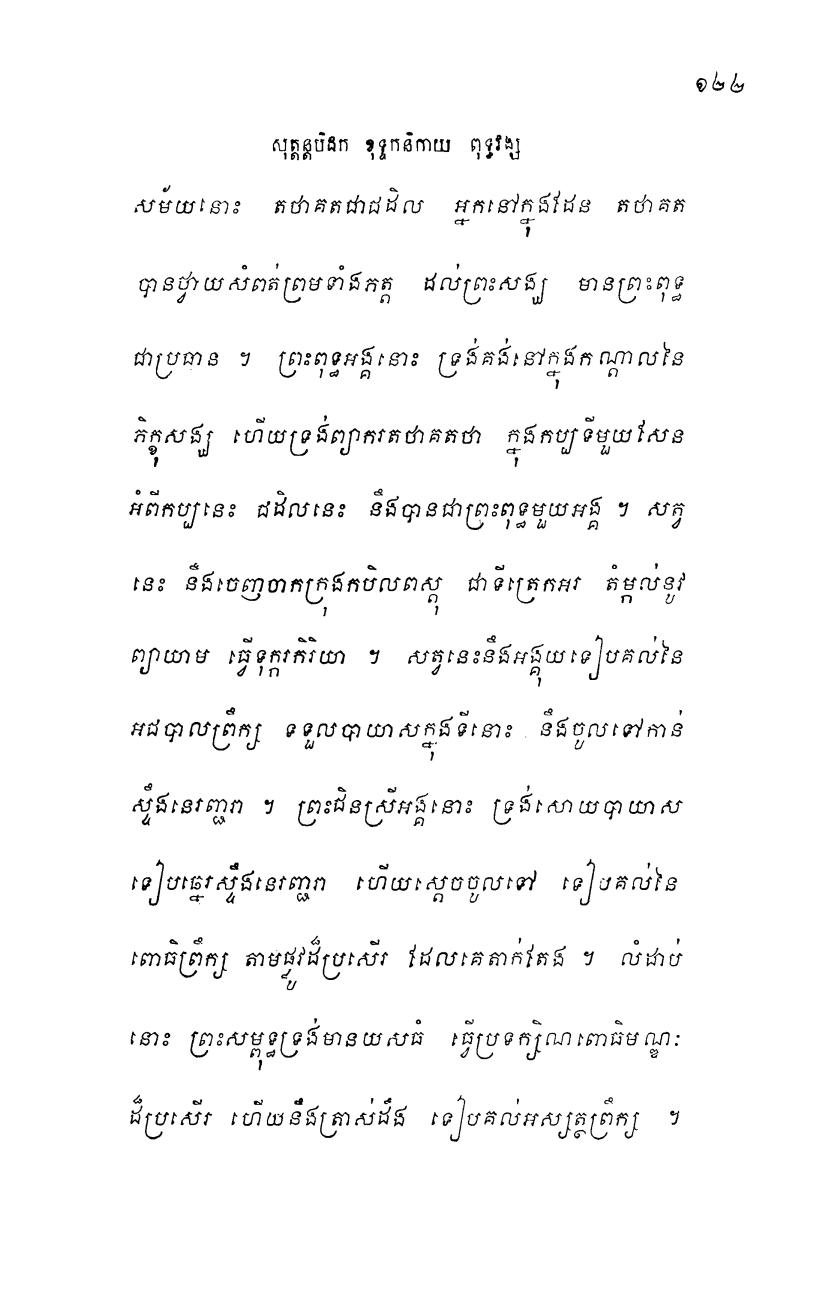 ១២២
សុត្តន្តបិដក ខុទ្ទកនិកាយ ពុទ្ធវង្ស
សម័យនោះ តថាគតជាជដិល អ្នកនៅក្នុងដែន តថាគត
បានថ្វាយសំពត់ព្រមទាំងភត្ត ដល់ព្រះសង្ឃ មានព្រះពុទ្ធ
ជាប្រធាន ។ ព្រះពុទ្ធអង្គនោះ ទ្រង់គង់នៅក្នុងកណ្តាលនៃ
ភិក្ខុសង្ឃ ហើយទ្រង់ព្យាករតថាគតថា ក្នុងកប្បទីមួយសែន
អំពីកប្បនេះ ជដិលនេះ នឹងបានជាព្រះពុទ្ធមួយអង្គ ។ សត្វ
នេះ នឹងចេញចាកក្រុងកបិលពស្តុ ជាទីត្រេកអរ តំម្កល់នូវ
ព្យាយាម ធ្វើទុក្ករកិរិយា ។ សត្វនេះនឹងអង្គុយទៀបគល់នៃ
អជបាលព្រឹក្ស ទទួលបាយាសក្នុងទីនោះ នឹងចូលទៅកាន់
ស្ទឹងនេរញ្ជរា ។ ព្រះជិនស្រីអង្គនោះ ទ្រង់សោយបាយាស
ទៀបឆ្នេរស្ទឹងនេរញ្ជរា ហើយស្តេចចូលទៅ ទៀបគល់នៃ
ពោធិព្រឹក្ស តាមផ្លូវដ៏ប្រសើរ ដែលគេតាក់តែង ។ លំដាប់
នោះ ព្រះសម្ពុទ្ធទ្រង់មានយសធំ ធ្វើប្រទក្សិណពោធិមណ្ឌៈ
ដ៏ប្រសើរ ហើយនឹងត្រាស់ដឹង ទៀបគល់អស្សត្ថព្រឹក្ស ។